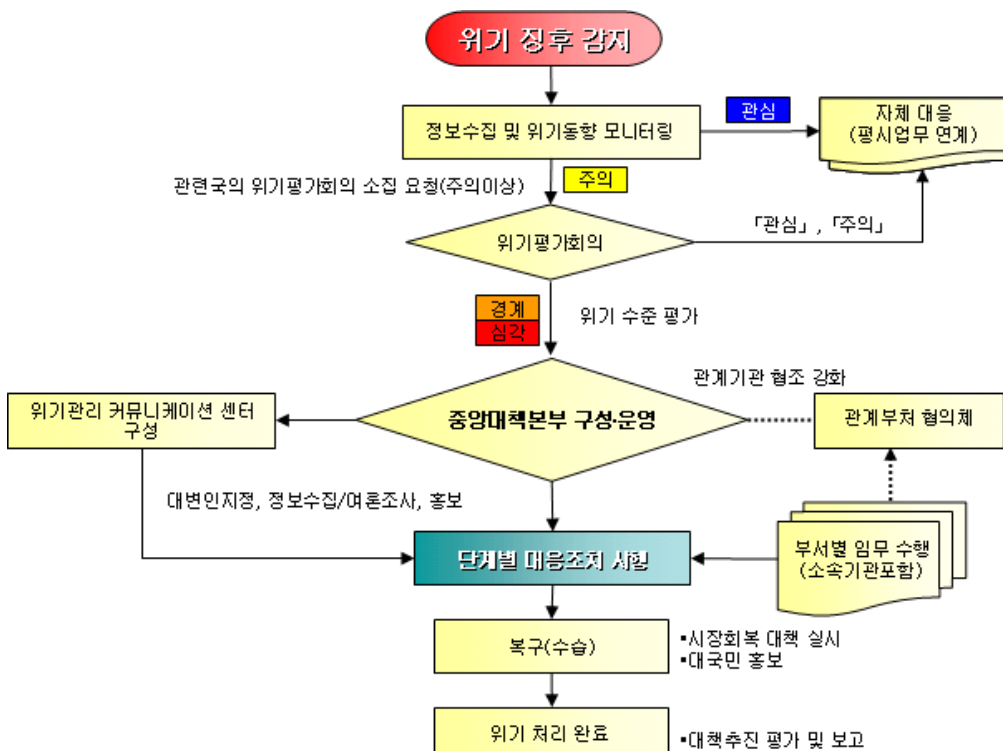 위기 징후 감지
정보수집 및 위기동향 모니터링
관심
자체 대응
(평시업무 연계)
관련국의 위기평가회의 소집 요청(주의이상)
주의
위기평가회의
「관심」, 「주의」
경계
심각
위기 수준 평가
관계기관 협조 강화
위기관리 커뮤니케이션 센터
구성
중앙대책본부 구성·운영
관계부처 협의체
대변인지정, 정보수집/여론조사, 홍보
단계별 대응조치 시행
부서별 임무 수행
(소속기관포함)
복구(수습)
▪시장회복 대책 실시
▪대국민 홍보
위기 처리 완료
▪대책추진 평가 및 보고